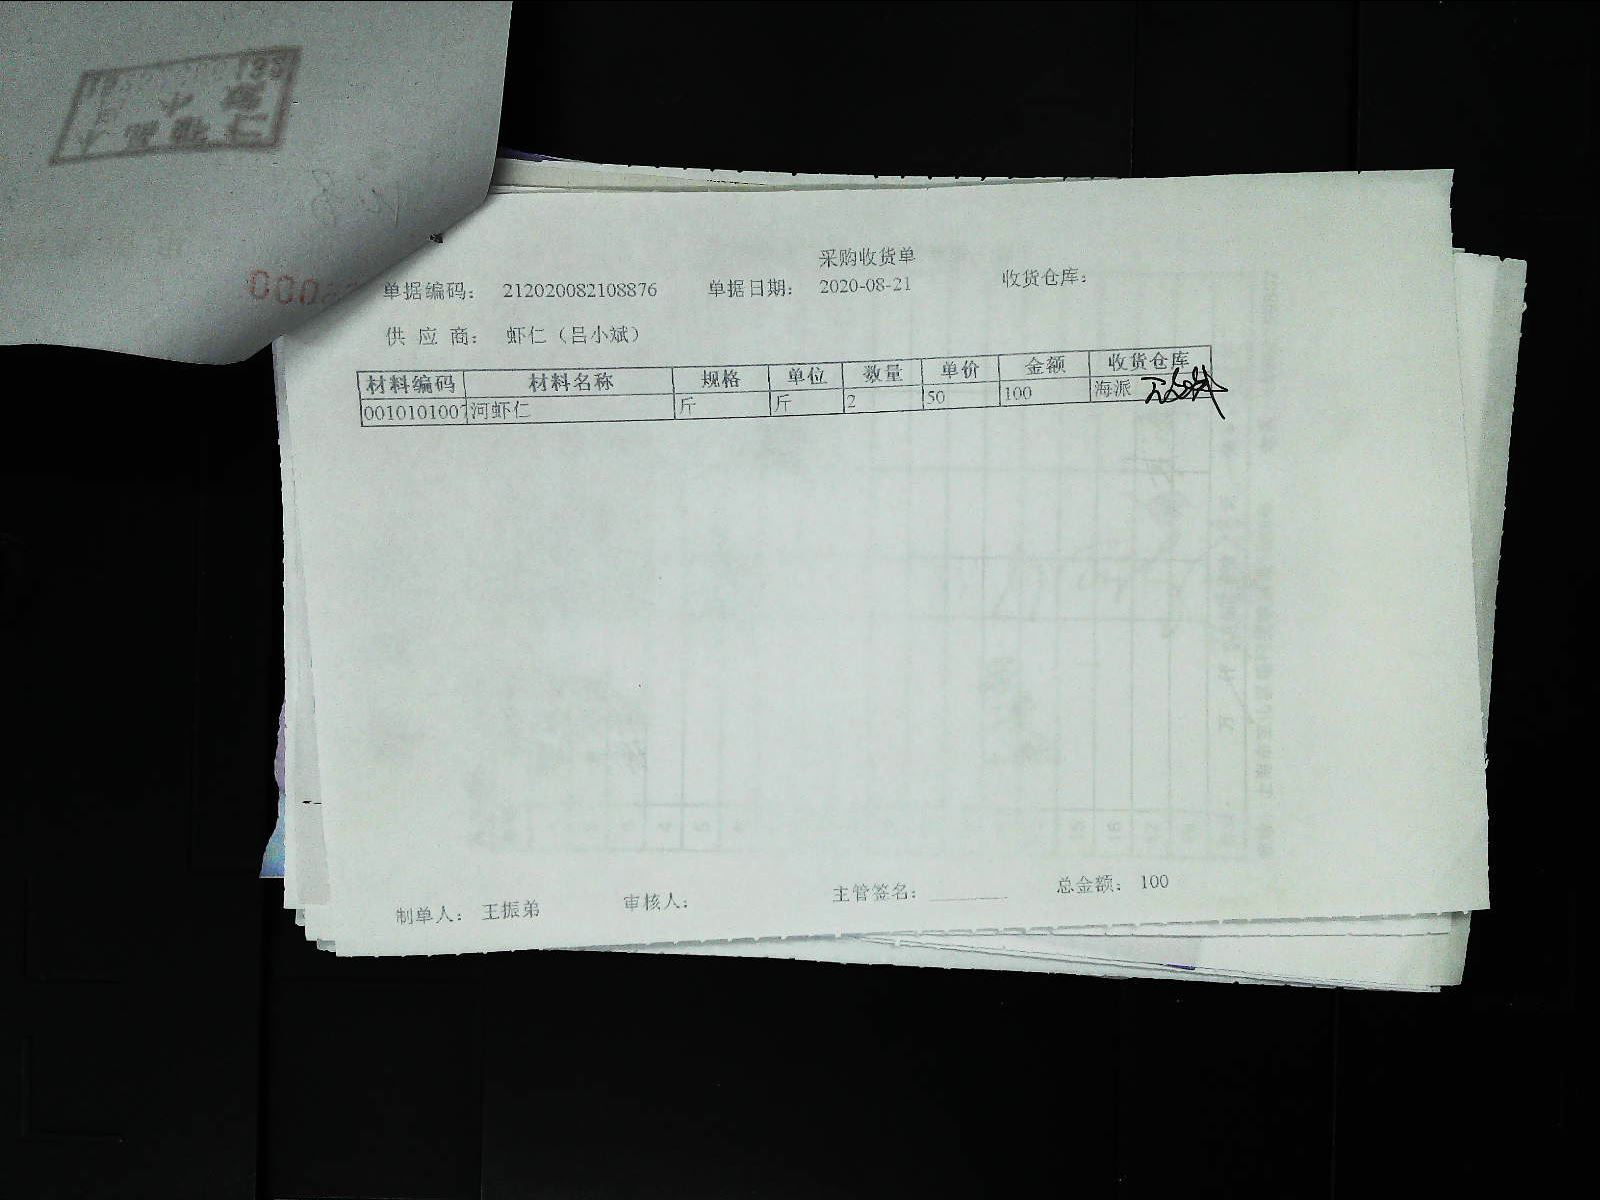 采购收货单
单据编码： 212020082108876 单据日期： 2020-08-21 收货仓库：
供 应 商： 虾仁（吕小斌）
材料编码 材料名称 规格 单位 数量 单价 金额 收货仓库
0010101007 河虾仁 斤 斤 2 50 100 海派
制单人： 王振弟 审核人： 主管签名： 总金额： 100